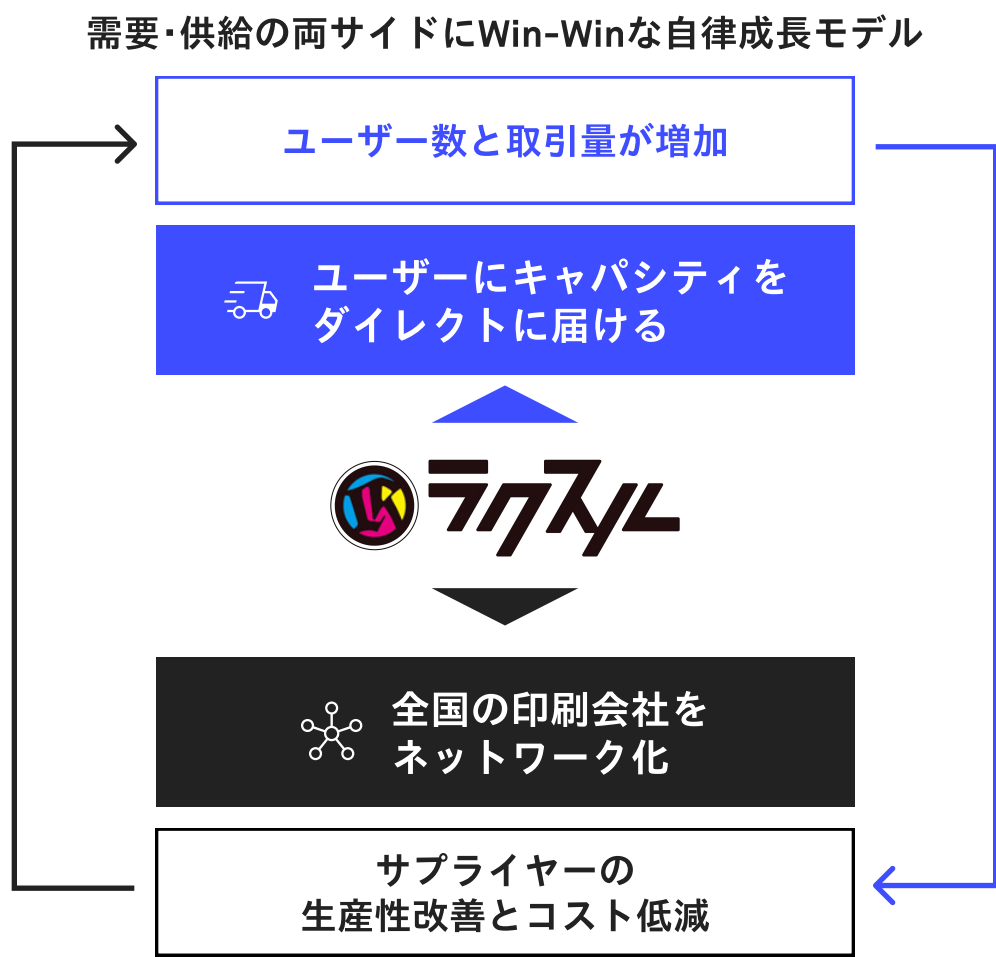 需要・供給の両サイドにWin-Winな自律成長モデル
ユーザー数と取引量が増加
ユーザーにキャパシティを
ダイレクトに届ける
ラクスル
全国の印刷会社を
ネットワーク化
サプライヤーの
生産性改善とコスト低減